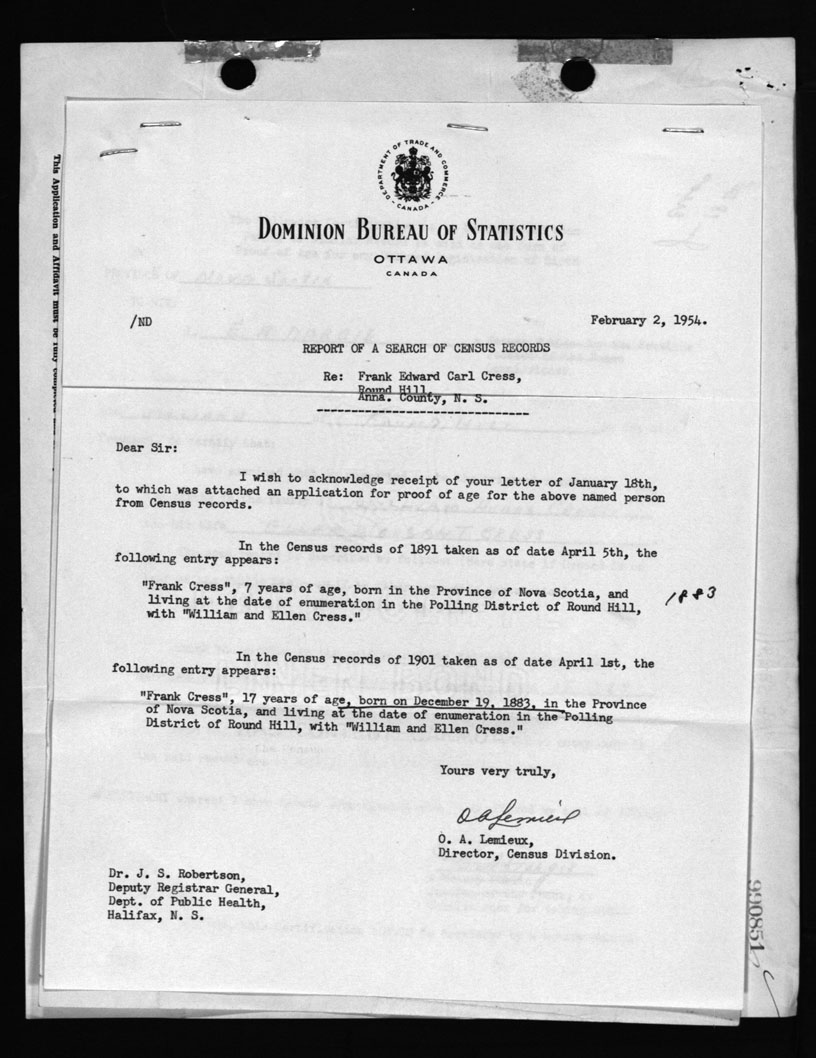 DEPARTMENT OF TRADE AND COMMERCE
CANADA
DOMINION BUREAU OF STATISTICS
OTTAWA
CANADA
/ND
February 2, 1954.
REPORT OF A SEARCH OF CENSUS RECORDS
Re: Frank Edward Carl Cress,
Round Hill,
Anna. County, N. S.
Dear Sir:
I wish to acknowledge receipt of your letter of January 18th,
to which was attached an application for proof of age for the above named person
from Census records.
In the Census records of 1891 taken as of date April 5th, the
following entry appears:
"Frank Cress", 7 years of age, born in the Province of Nova Scotia, and
living at the date of enumeration in the Polling District of Round Hill,
with "William and Ellen Cress."
1883
In the Census records of 1901 taken as of date April 1st, the
following entry appears:
"Frank Cress", 17 years of age, born on December 19, 1883, in the Province
of Nova Scotia, and living at the date of enumeration in the Polling
District of Round Hill, with "William and Ellen Cress."
Yours very truly,
O A Lemieux
O. A. Lemieux,
Director, Census Division.
Dr. J. S. Robertson,
Deputy Registrar General,
Dept. of Public Health,
Halifax, N. S.
This Application and Affidavit must be fully
990851